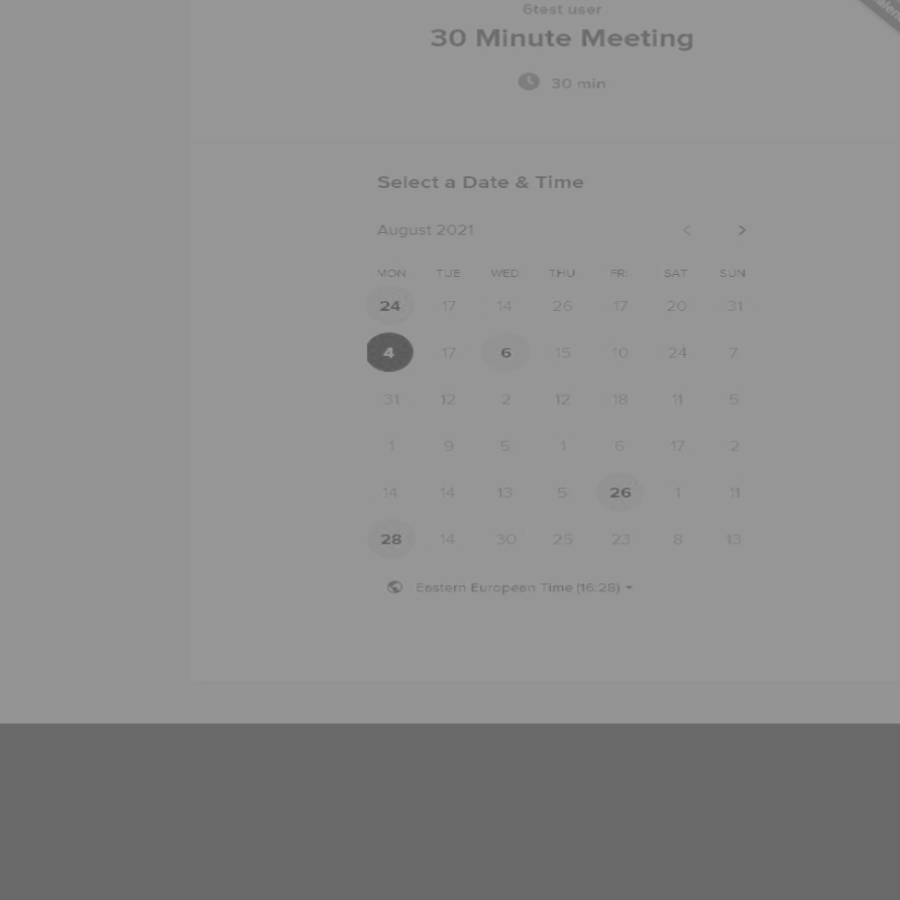 6test user
30 Minute Meeting
30 min
Select a Date & Time
August 2021
MON TUE WED THU FRI SAT SUN
24 17 14 26 17 20 31
4 17 6 15 10 24 7
31 12 2 12 18 11 5
1 9 5 1 6 17 2
14 14 13 5 26 1 11
28 14 30 25 23 8 13
Eastern European Time (16:28)